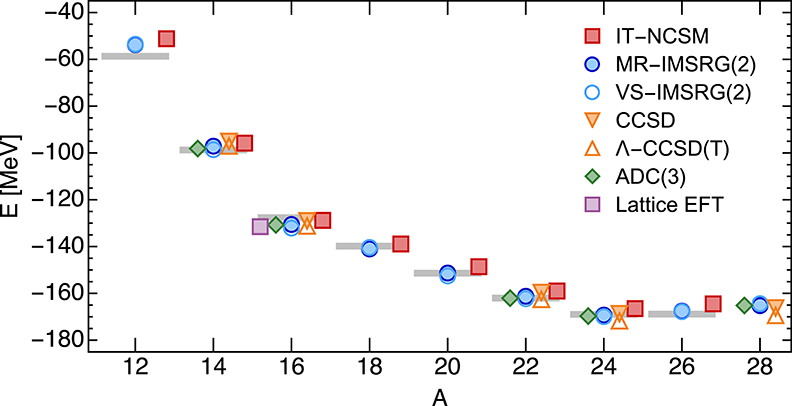 −40
−60
−80
−100
−120
−140
−160
−180
E [MeV]
12
14
16
18
20
22
24
26
28
A
IT−NCSM
MR−IMSRG(2)
VS−IMSRG(2)
CCSD
Λ−CCSD(T)
ADC(3)
Lattice EFT